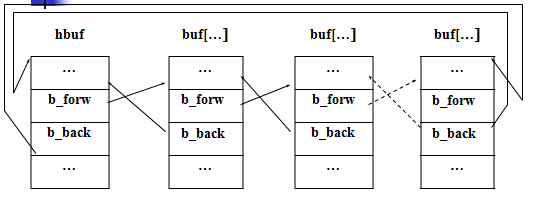 hbuf buf[…] buf[…] buf[…]
… … … …
b_forw b_forw b_forw b_forw
b_back b_back b_back b_back
… … … …